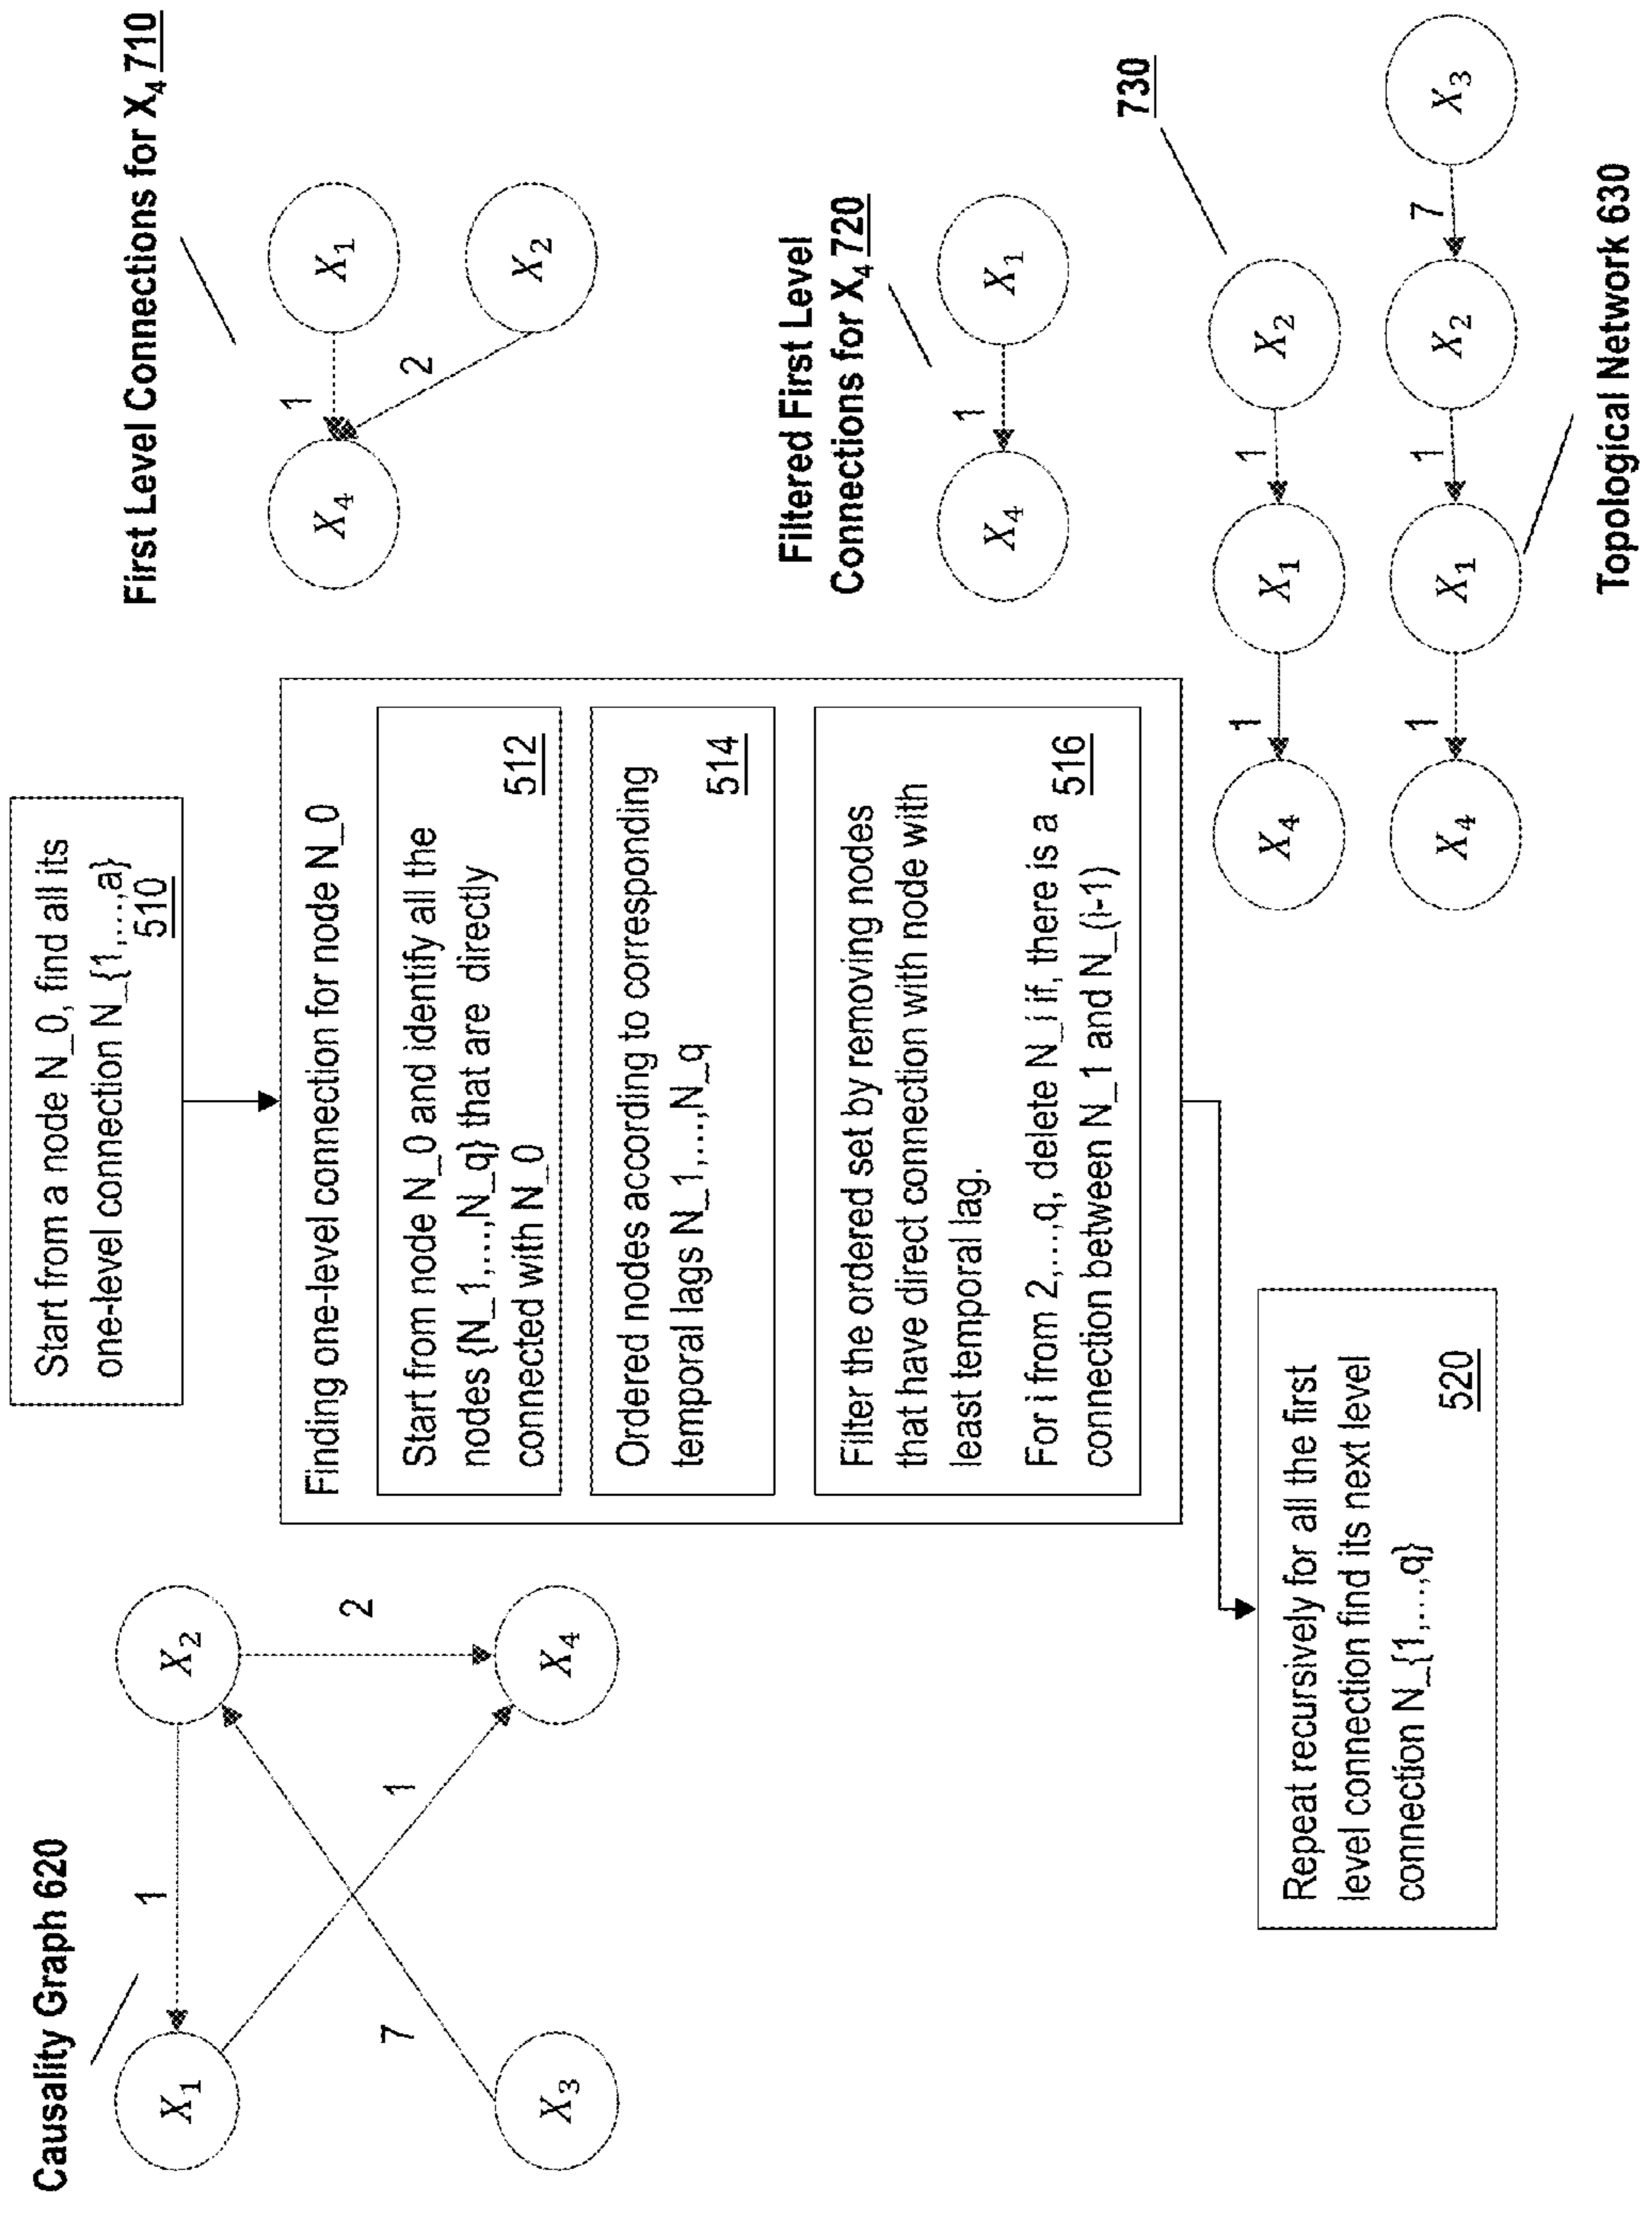 Causality Graph 620
X1
1
X2
7
1
2
X3
X4
Start from a node N_0, find all its
one-level connection N_{1,...,a}
510
Finding one-level connection for node N_0
Start from node N_0 and identify all the
nodes {N_1,...,N_q} that are directly
connected with N_0
512
Ordered nodes according to corresponding
temporal lags N_1,...,N_q
514
Filter the ordered set by removing nodes
that have direct connection with node with
least temporal lag.
For i from 2,...,q, delete N_i if, there is a
connection between N_1 and N_(i-1)
516
Repeat recursively for all the first
level connection find its next level
connection N_{1,...,q}
520
First Level Connections for X4 710
X4
1
X1
2
X2
Filtered First Level
Connections for X4 720
X4
1
X1
730
X4
1
X1
1
X2
X4
1
X1
1
X2
7
X3
Topological Network 630